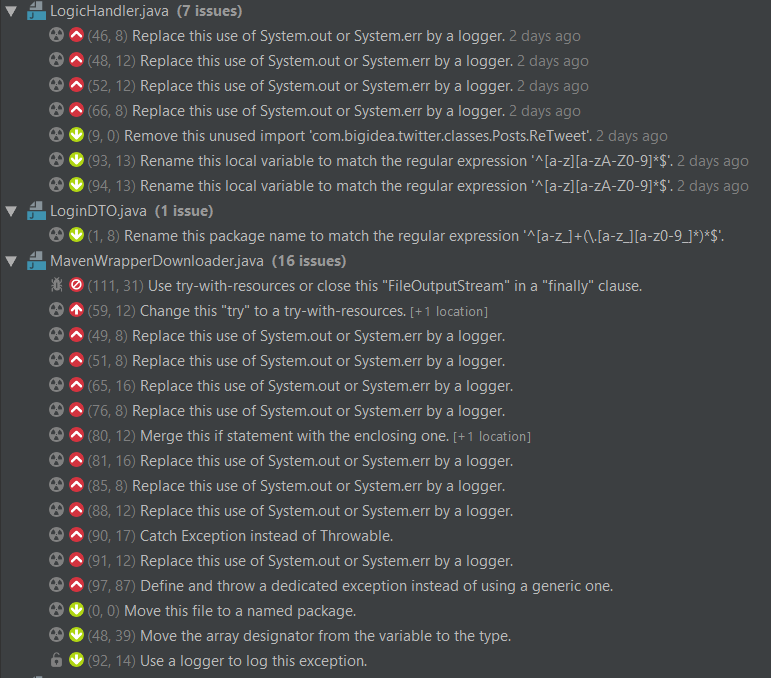 LogicHandler.java (7 issues)
(46, 8) Replace this use of System.out or System.err by a logger. 2 days ago
(48, 12) Replace this use of System.out or System.err by a logger. 2 days ago
(52, 12) Replace this use of System.out or System.err by a logger. 2 days ago
(66, 8) Replace this use of System.out or System.err by a logger. 2 days ago
(9, 0) Remove this unused import 'com.bigidea.twitter.classes.Posts.ReTweet'. 2 days ago
(93, 13) Rename this local variable to match the regular expression '^[a-z][a-zA-Z0-9]*$'. 2 days ago
(94, 13) Rename this local variable to match the regular expression '^[a-z][a-zA-Z0-9]*$'. 2 days ago
LoginDTO.java (1 issue)
(1, 8) Rename this package name to match the regular expression '^[a-z_]+(\.[a-z_][a-z0-9_]*)*$'.
MavenWrapperDownloader.java (16 issues)
(111, 31) Use try-with-resources or close this "FileOutputStream" in a "finally" clause.
(59, 12) Change this "try" to a try-with-resources. [+1 location]
(49, 8) Replace this use of System.out or System.err by a logger.
(51, 8) Replace this use of System.out or System.err by a logger.
(65, 16) Replace this use of System.out or System.err by a logger.
(76, 8) Replace this use of System.out or System.err by a logger.
(80, 12) Merge this if statement with the enclosing one. [+1 location]
(81, 16) Replace this use of System.out or System.err by a logger.
(85, 8) Replace this use of System.out or System.err by a logger.
(88, 12) Replace this use of System.out or System.err by a logger.
(90, 17) Catch Exception instead of Throwable.
(91, 12) Replace this use of System.out or System.err by a logger.
(97, 87) Define and throw a dedicated exception instead of using a generic one.
(0, 0) Move this file to a named package.
(48, 39) Move the array designator from the variable to the type.
(92, 14) Use a logger to log this exception.